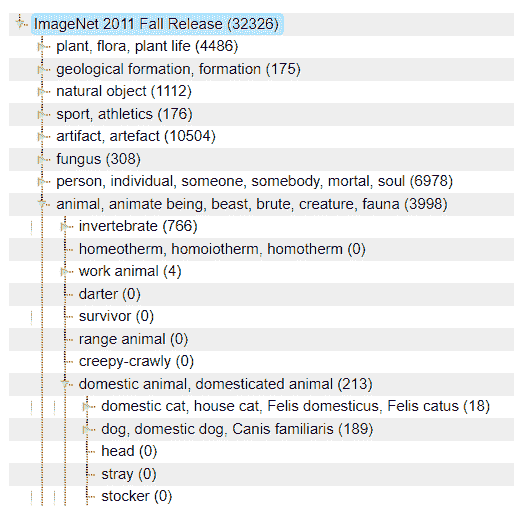 ImageNet 2011 Fall Release (32326)
plant, flora, plant life (4486)
geological formation, formation (175)
natural object (1112)
sport, athletics (176)
artifact, artefact (10504)
fungus (308)
person, individual, someone, somebody, mortal, soul (6978)
animal, animate being, beast, brute, creature, fauna (3998)
invertebrate (766)
homeotherm, homoiotherm, homotherm (0)
work animal (4)
darter (0)
survivor (0)
range animal (0)
creepy-crawly (0)
domestic animal, domesticated animal (213)
domestic cat, house cat, Felis domesticus, Felis catus (18)
dog, domestic dog, Canis familiaris (189)
head (0)
stray (0)
stocker (0)